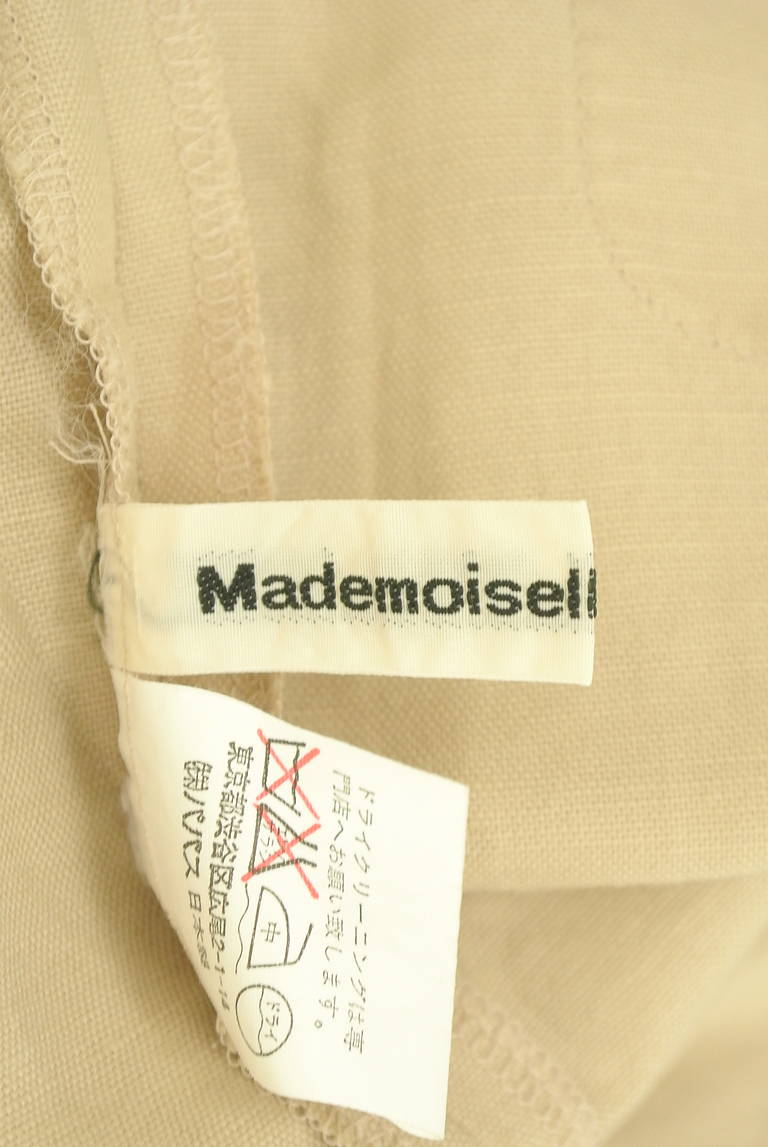 Mademoisell
ドライクリーニングは専
門店へお願い致します。
中
ドライ
東京都渋谷区広尾2-1-14
㈱パパス 日本製